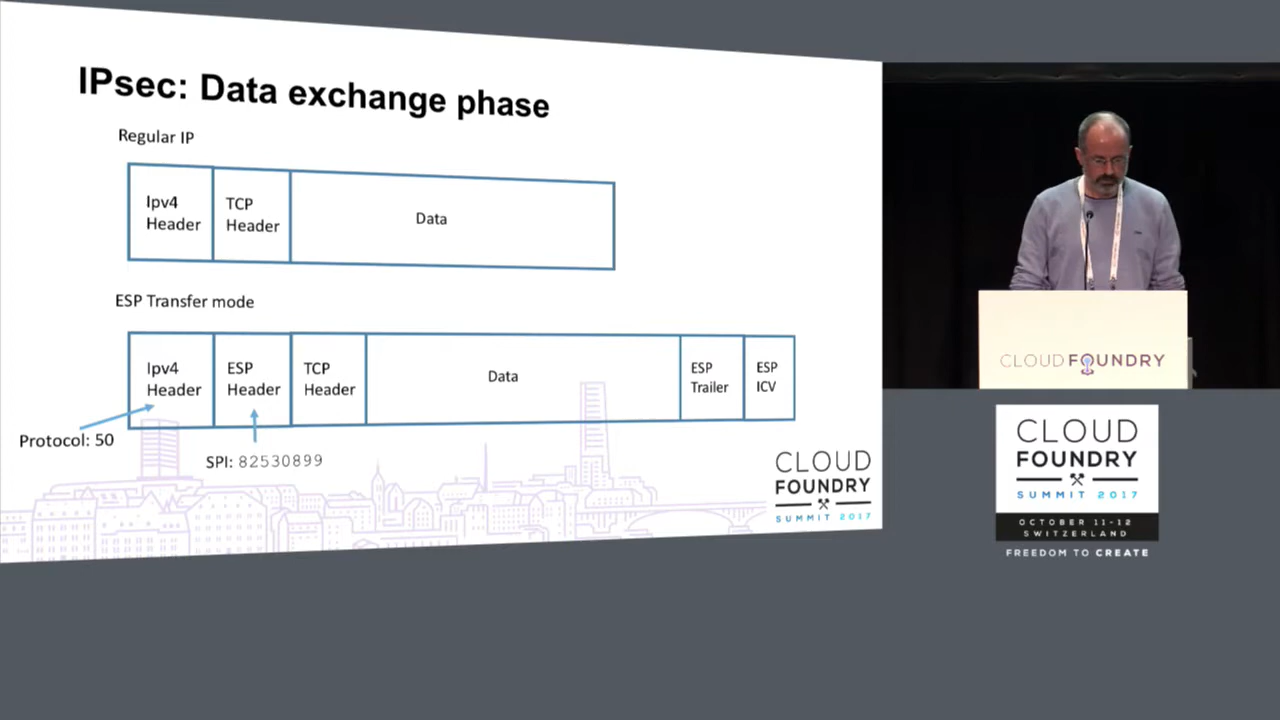 IPsec: Data exchange phase
Regular IP
Ipv4
Header
TCP
Header
Data
ESP Transfer mode
Ipv4
Header
ESP
Header
TCP
Header
Data
ESP
Trailer
ESP
ICV
Protocol: 50
SPI: 82530899
CLOUD
FOUNDRY
SUMMIT 2017
CLOUDFOUNDRY
CLOUD
FOUNDRY
SUMMIT 2017
OCTOBER 11-12
SWITZERLAND
FREEDOM TO CREATE